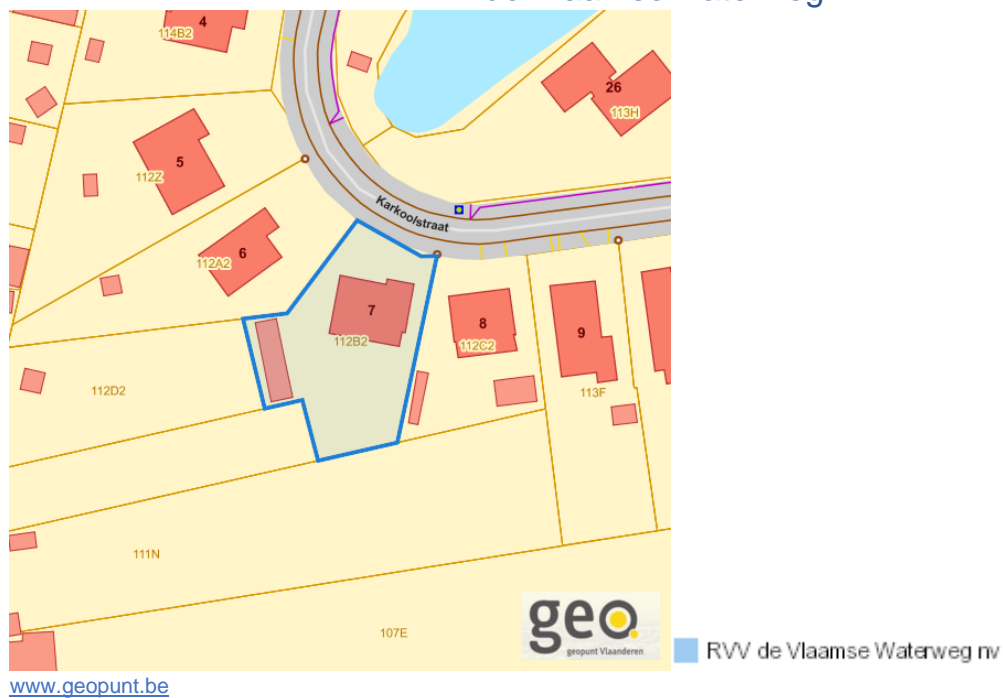 4
114B2
26
113H
5
112Z
Karkoolstraat
6
112A2
7
112B2
8
112C2
9
113F
112D2
111N
107E
geo.
geopunt Vlaanderen
RVV de Vlaamse Waterweg nv
www.geopunt.be